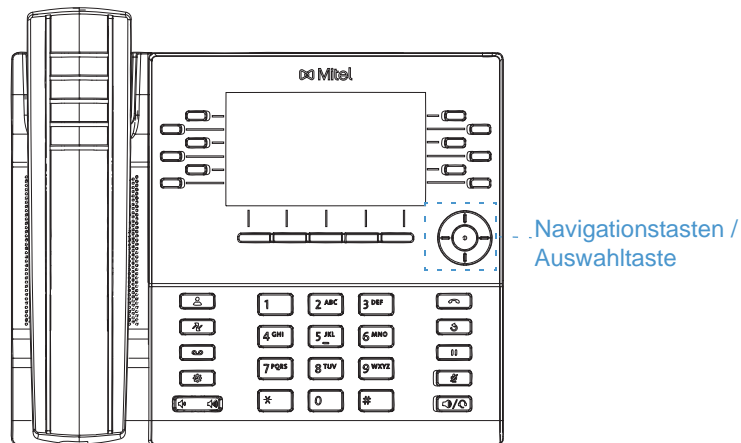 Mitel
Navigationstasten /
Auswahltaste
1 2 ABC 3 DEF
4 GHI 5 JKL 6 MNO
7 PQRS 8 TUV 9 WXYZ
* 0 #